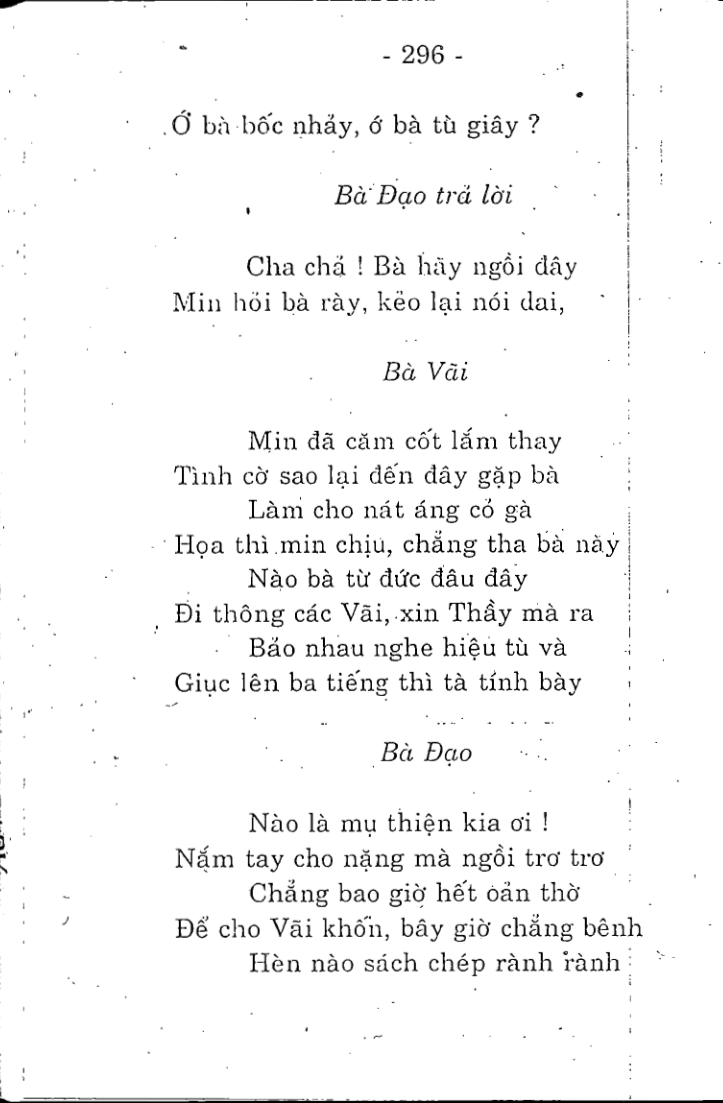 - 296 -
Ớ bà bốc nhảy, ớ bà tù giây ?
Bà Đạo trả lời
Cha chả ! Bà hãy ngồi đây
Min hỏi bà rày, kẻo lại nói dai,
Bà Vãi
Min đã căm cốt lắm thay
Tình cờ sao lại đến đây gặp bà
Làm cho nát áng cỏ gà
Họa thì min chịu, chẳng tha bà này
Nào bà từ đức đâu đây
Đi thông các Vãi, xin Thầy mà ra
Bảo nhau nghe hiệu tù và
Giục lên ba tiếng thì tà tính bày
Bà Đạo
Nào là mụ thiện kia ơi !
Nắm tay cho nặng mà ngồi trơ trơ
Chẳng bao giờ hết oản thờ
Để cho Vãi khốn, bây giờ chẳng bênh
Hèn nào sách chép rành rành